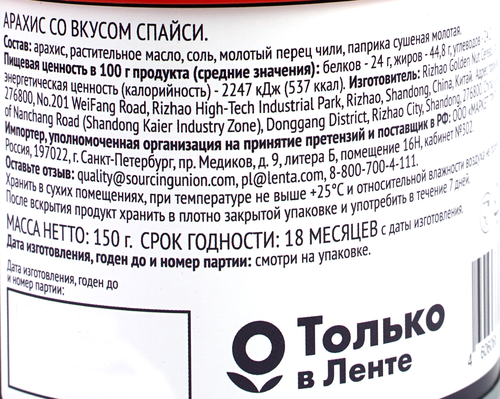 АРАХИС СО ВКУСОМ СПАЙСИ.
Состав: арахис, растительное масло, соль, молотый перец чили, паприка сушеная молотая.
Пищевая ценность в 100 г продукта (средние значения): белков - 24 г, жиров - 44,8 г, углеводов
энергетическая ценность (калорийность) - 2247 кДж (537 ккал). Изготовитель: Rizhao Golden Nut
276800, No.201 WeiFang Road, Rizhao High-Tech Industrial Park, Rizhao, Shandong, China, Китай.
of Nanchang Road (Shandong Kaier Industry Zone), Donggang District, Rizhao City, Shandong, 276800
Импортер, уполномоченная организация на принятие претензий и поставщик в РФ: ООО
Россия, 197022, г. Санкт-Петербург, пр. Медиков, д. 9, литера Б, помещение 16Н, кабинет №302.
Оставить отзыв: quality@sourcingunion.com, pl@lenta.com, 8-800-700-4-111.
Хранить в сухих помещениях, при температуре не выше +25°С и относительной влажности воздуха не
После вскрытия продукт хранить в плотно закрытой упаковке и употребить в течение 7 дней.
МАССА НЕТТО: 150 г. СРОК ГОДНОСТИ: 18 МЕСЯЦЕВ с даты изготовления.
Дата изготовления, годен до и номер партии: смотри на упаковке.
Дата изготовления, годен до
и номер партии:
Только
в Ленте